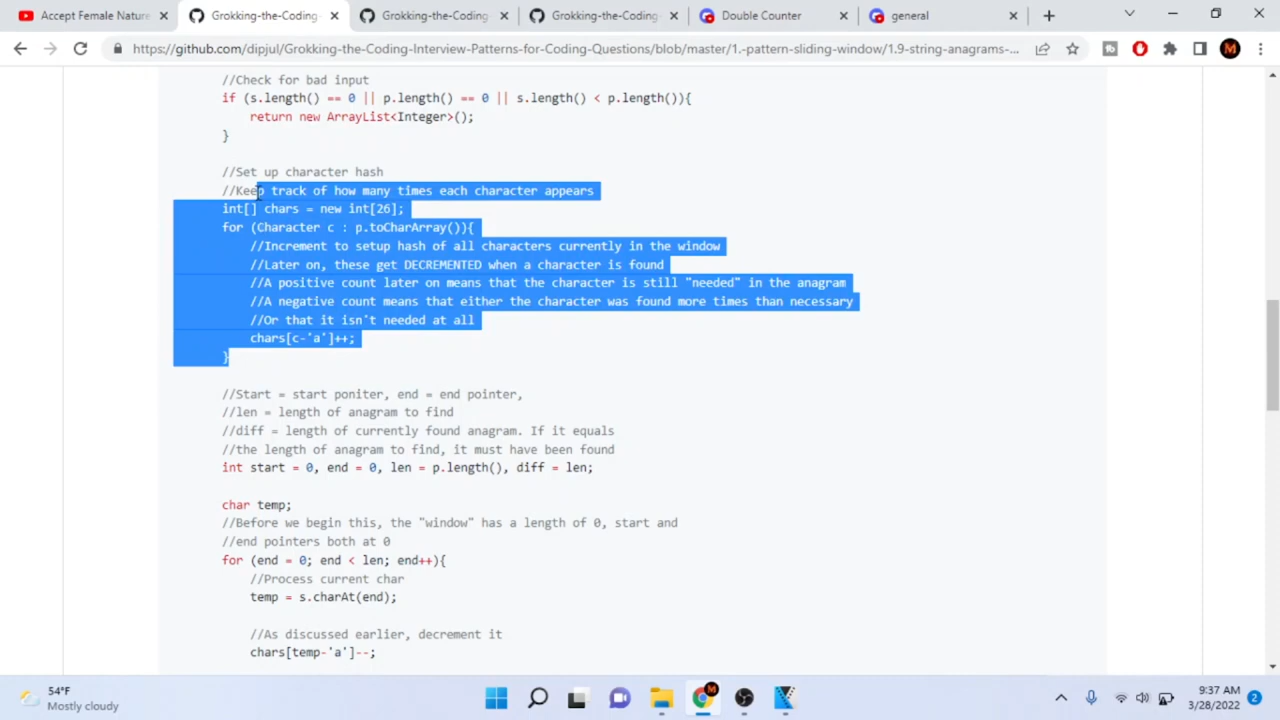 Accept Female Nature
Grokking-the-Coding-
Grokking-the-Coding-
Grokking-the-Coding-
Double Counter
general
https://github.com/dipjul/Grokking-the-Coding-Interview-Patterns-for-Coding-Questions/blob/master/1.-pattern-sliding-window/1.9-string-anagrams-...
M
//Check for bad input
if (s.length() == 0 || p.length() == 0 || s.length() < p.length()){
return new ArrayList<Integer>();
}
//Set up character hash
//Keep track of how many times each character appears
int[] chars = new int[26];
for (Character c : p.toCharArray()){
//Increment to setup hash of all characters currently in the window
//Later on, these get DECREMENTED when a character is found
//A positive count later on means that the character is still "needed" in the anagram
//A negative count means that either the character was found more times than necessary
//Or that it isn't needed at all
chars[c-'a']++;
}
//Start = start poniter, end = end pointer,
//len = length of anagram to find
//diff = length of currently found anagram. If it equals
//the length of anagram to find, it must have been found
int start = 0, end = 0, len = p.length(), diff = len;
char temp;
//Before we begin this, the "window" has a length of 0, start and
//end pointers both at 0
for (end = 0; end < len; end++){
//Process current char
temp = s.charAt(end);
//As discussed earlier, decrement it
chars[temp-'a']--;
54°F
Mostly cloudy
M
9:37 AM
3/28/2022
2